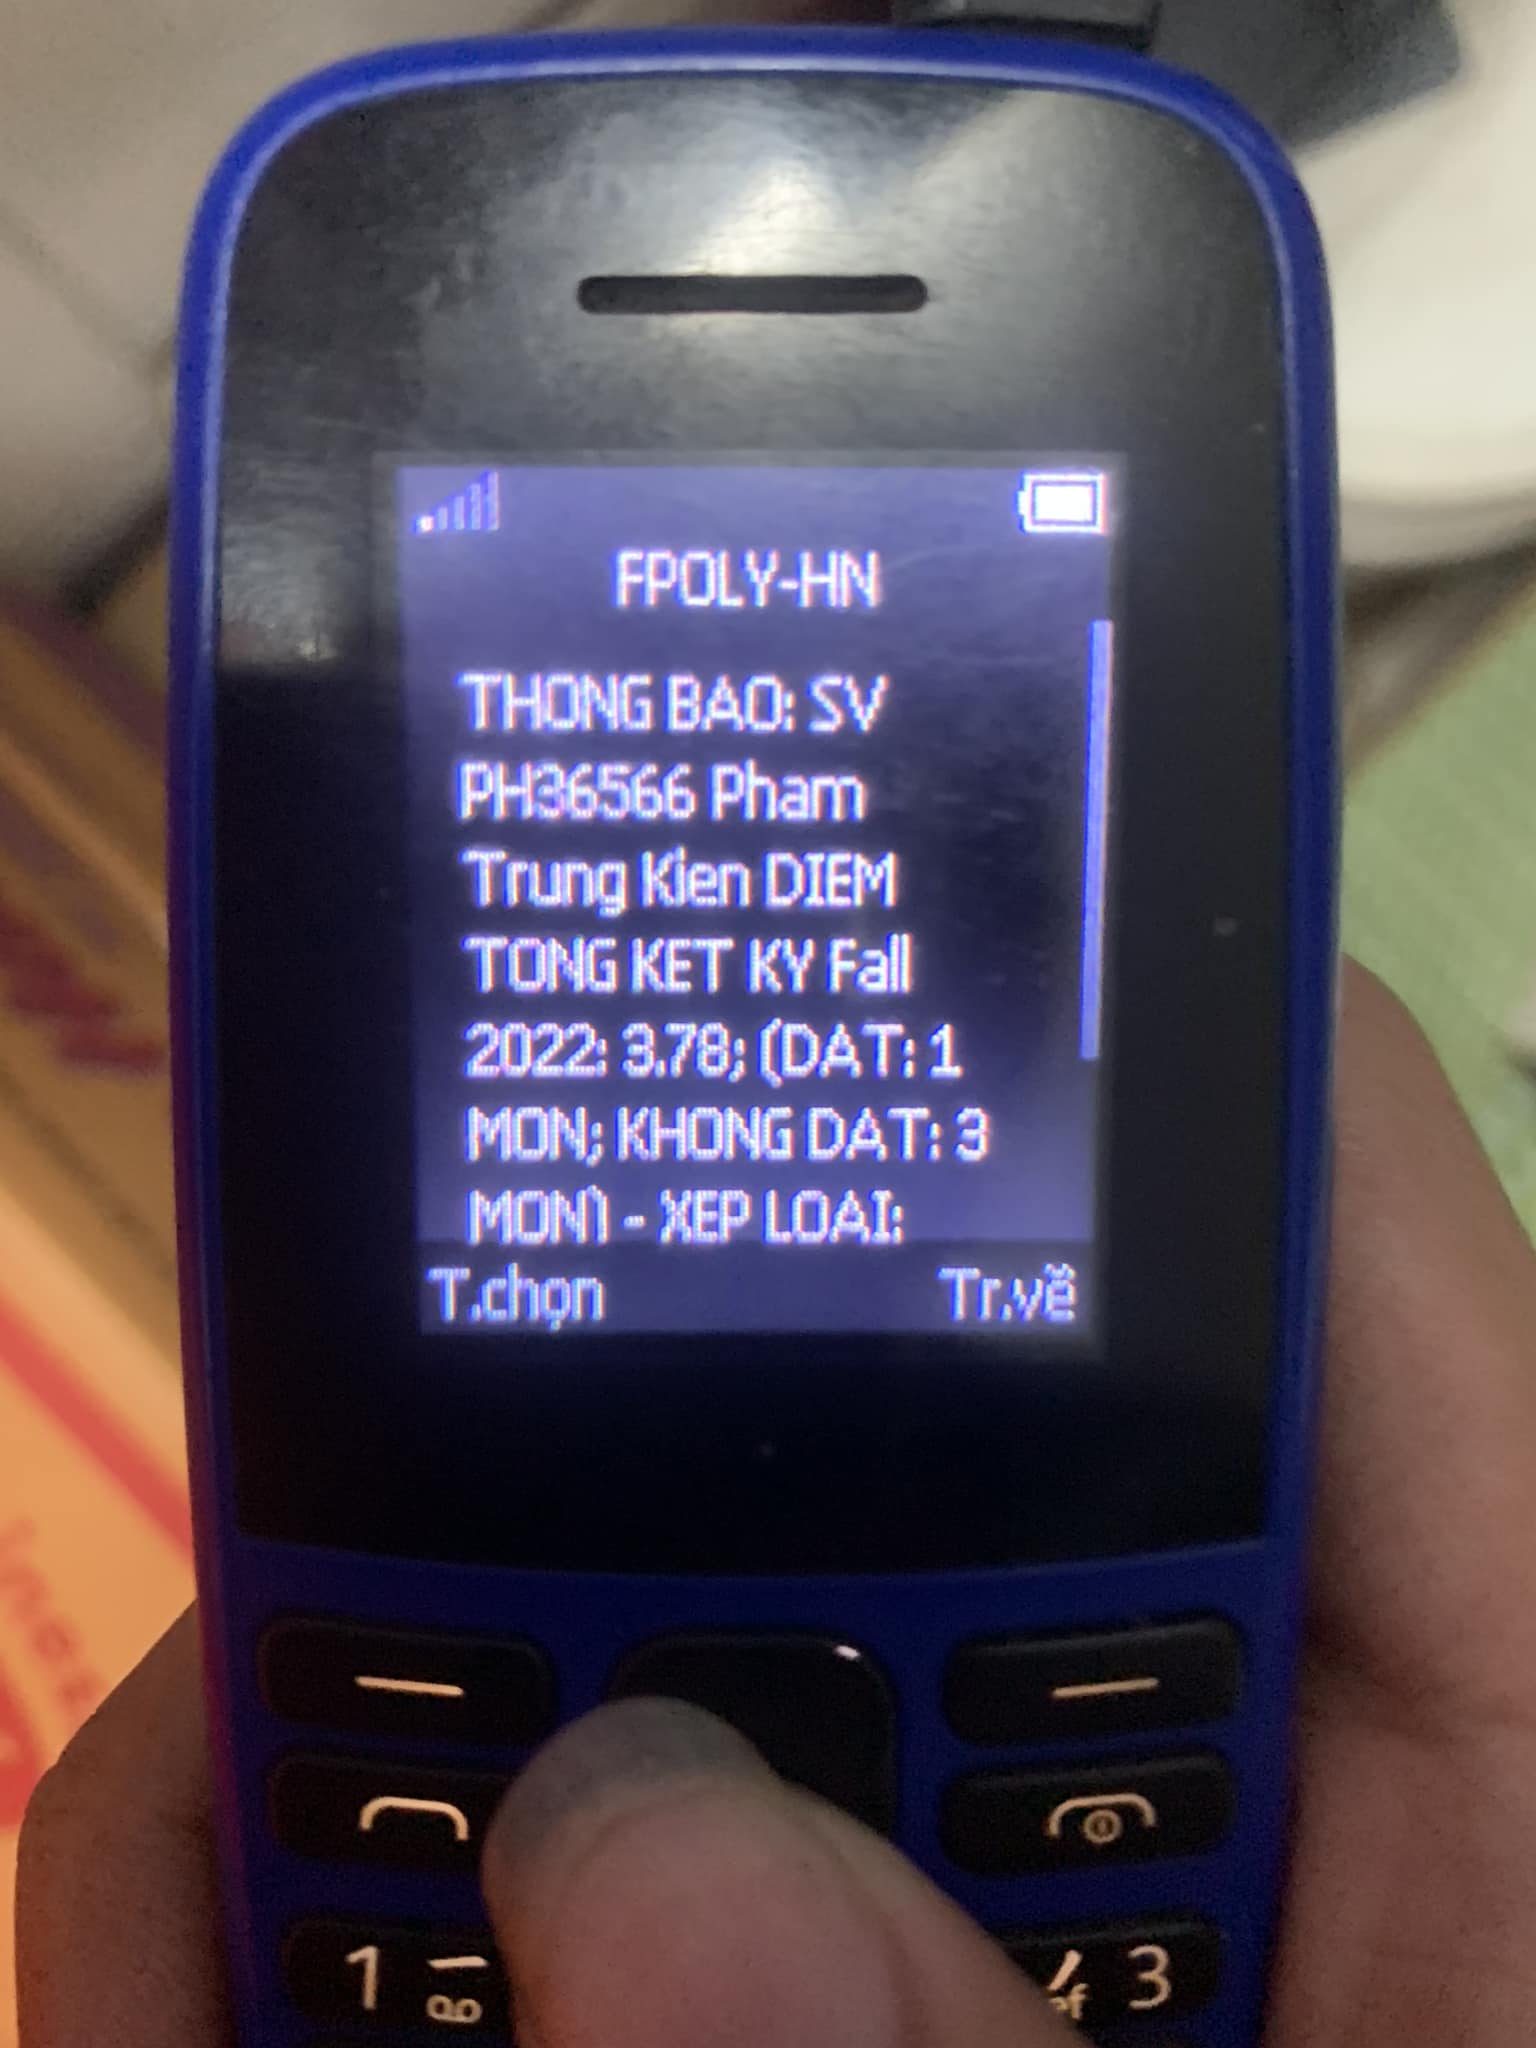 FPOLY-HN
THONG BAO: SV
PH36566 Pham
Trung Kien DIEM
TONG KET KY Fall
2022: 3.78; (DAT: 1
MON; KHONG DAT: 3
MON) - XEP LOAI:
T.chọn
Tr.về
1
3